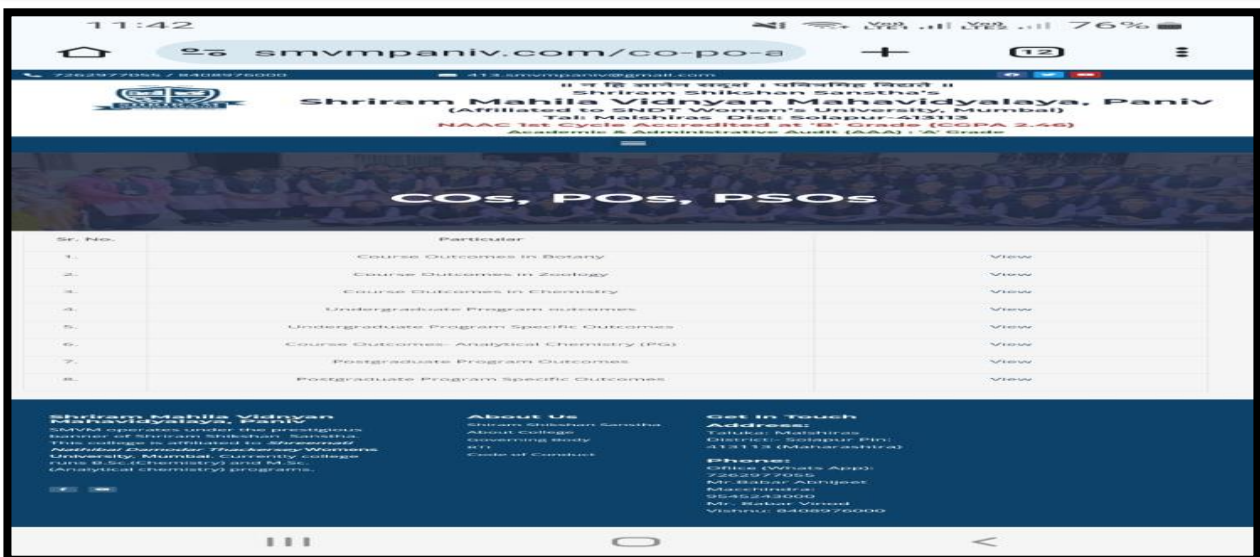 11:42
76%
smvmpaniv.com/co-po-a
12
7262977055 / 8408976000
413.smvmpaniv@gmail.com
Shriram Shikshan Sanstha's
Shriram Mahila Vidnyan Mahavidyalaya, Paniv
(Affiliated to SNDT Women's University, Mumbai)
Tal: Malshiras Dist: Solapur-413113
NAAC 1st Cycle Accredited at 'B' Grade (CGPA 2.46)
Academic & Administrative Audit (AAA) : 'A' Grade
COs, POs, PSOs
Sr. No. Particular
1. Course Outcomes in Botany View
2. Course Outcomes in Zoology View
3. Course Outcomes in Chemistry View
4. Undergraduate Program outcomes View
5. Undergraduate Program Specific Outcomes View
6. Course Outcomes- Analytical Chemistry (PG) View
7. Postgraduate Program Outcomes View
8. Postgraduate Program Specific Outcomes View
Shriram Mahila Vidnyan
Mahavidyalaya, Paniv
SMVM operates under the prestigious
banner of Shriram Shikshan Sanstha.
This college is affiliated to Shreemati
Nathibai Damodar Thackersey Womens
University, Mumbai. Currently college
runs B.Sc.(Chemistry) and M.Sc.
(Analytical chemistry) programs.
About Us
Shriram Shikshan Sanstha
About College
Governing Body
RTI
Code of Conduct
Get In Touch
Address:
Taluka: Malshiras
District:- Solapur Pin:
413113 (Maharashtra)
Phone:
Office (Whats App):
7262977055
Mr.Babar Abhijeet
Macchindra:
9545243000
Mr. Babar Vinod
Vishnu: 8408976000